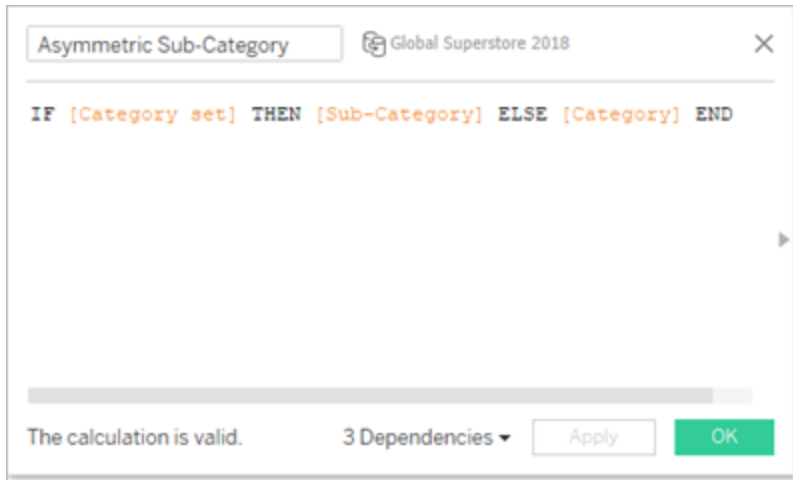 Asymmetric Sub-Category Global Superstore 2018
IF [Category set] THEN [Sub-Category] ELSE [Category] END
The calculation is valid. 3 Dependencies Apply OK